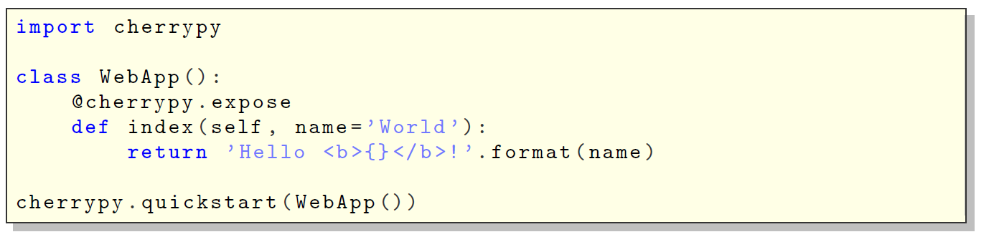 import cherrypy
class WebApp():
@cherrypy.expose
def index(self, name='World'):
return 'Hello <b>{}</b>!'.format(name)
cherrypy.quickstart(WebApp())